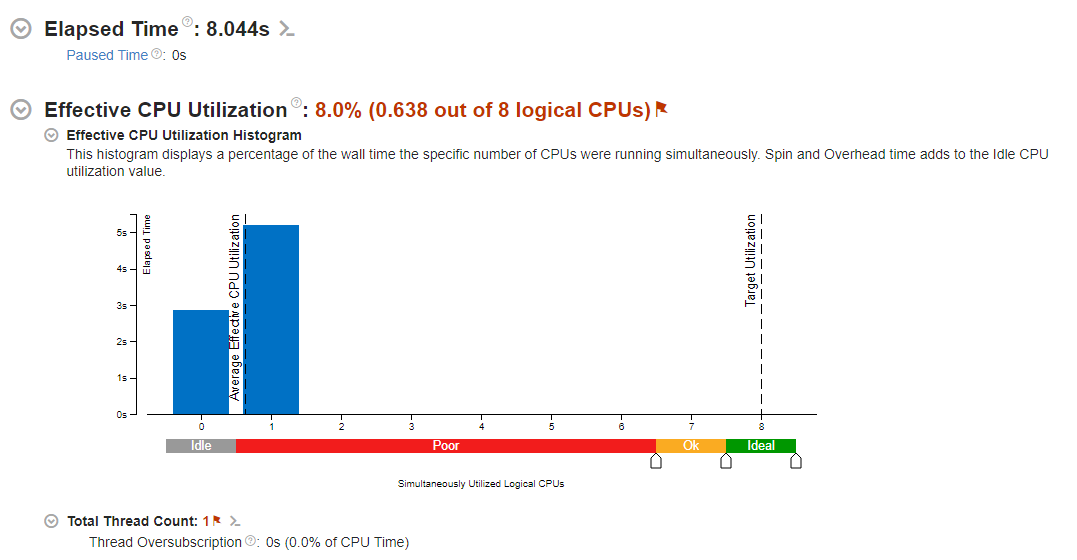 Elapsed Time ?: 8.044s
Paused Time ?: 0s
Effective CPU Utilization ?: 8.0% (0.638 out of 8 logical CPUs)
Effective CPU Utilization Histogram
This histogram displays a percentage of the wall time the specific number of CPUs were running simultaneously. Spin and Overhead time adds to the Idle CPU
utilization value.
Elapsed Time
Average Effective CPU Utilization
Target Utilization
5s
4s
3s
2s
1s
0s
0 1 2 3 4 5 6 7 8
Idle Poor Ok Ideal
Simultaneously Utilized Logical CPUs
Total Thread Count: 1
Thread Oversubscription ?: 0s (0.0% of CPU Time)